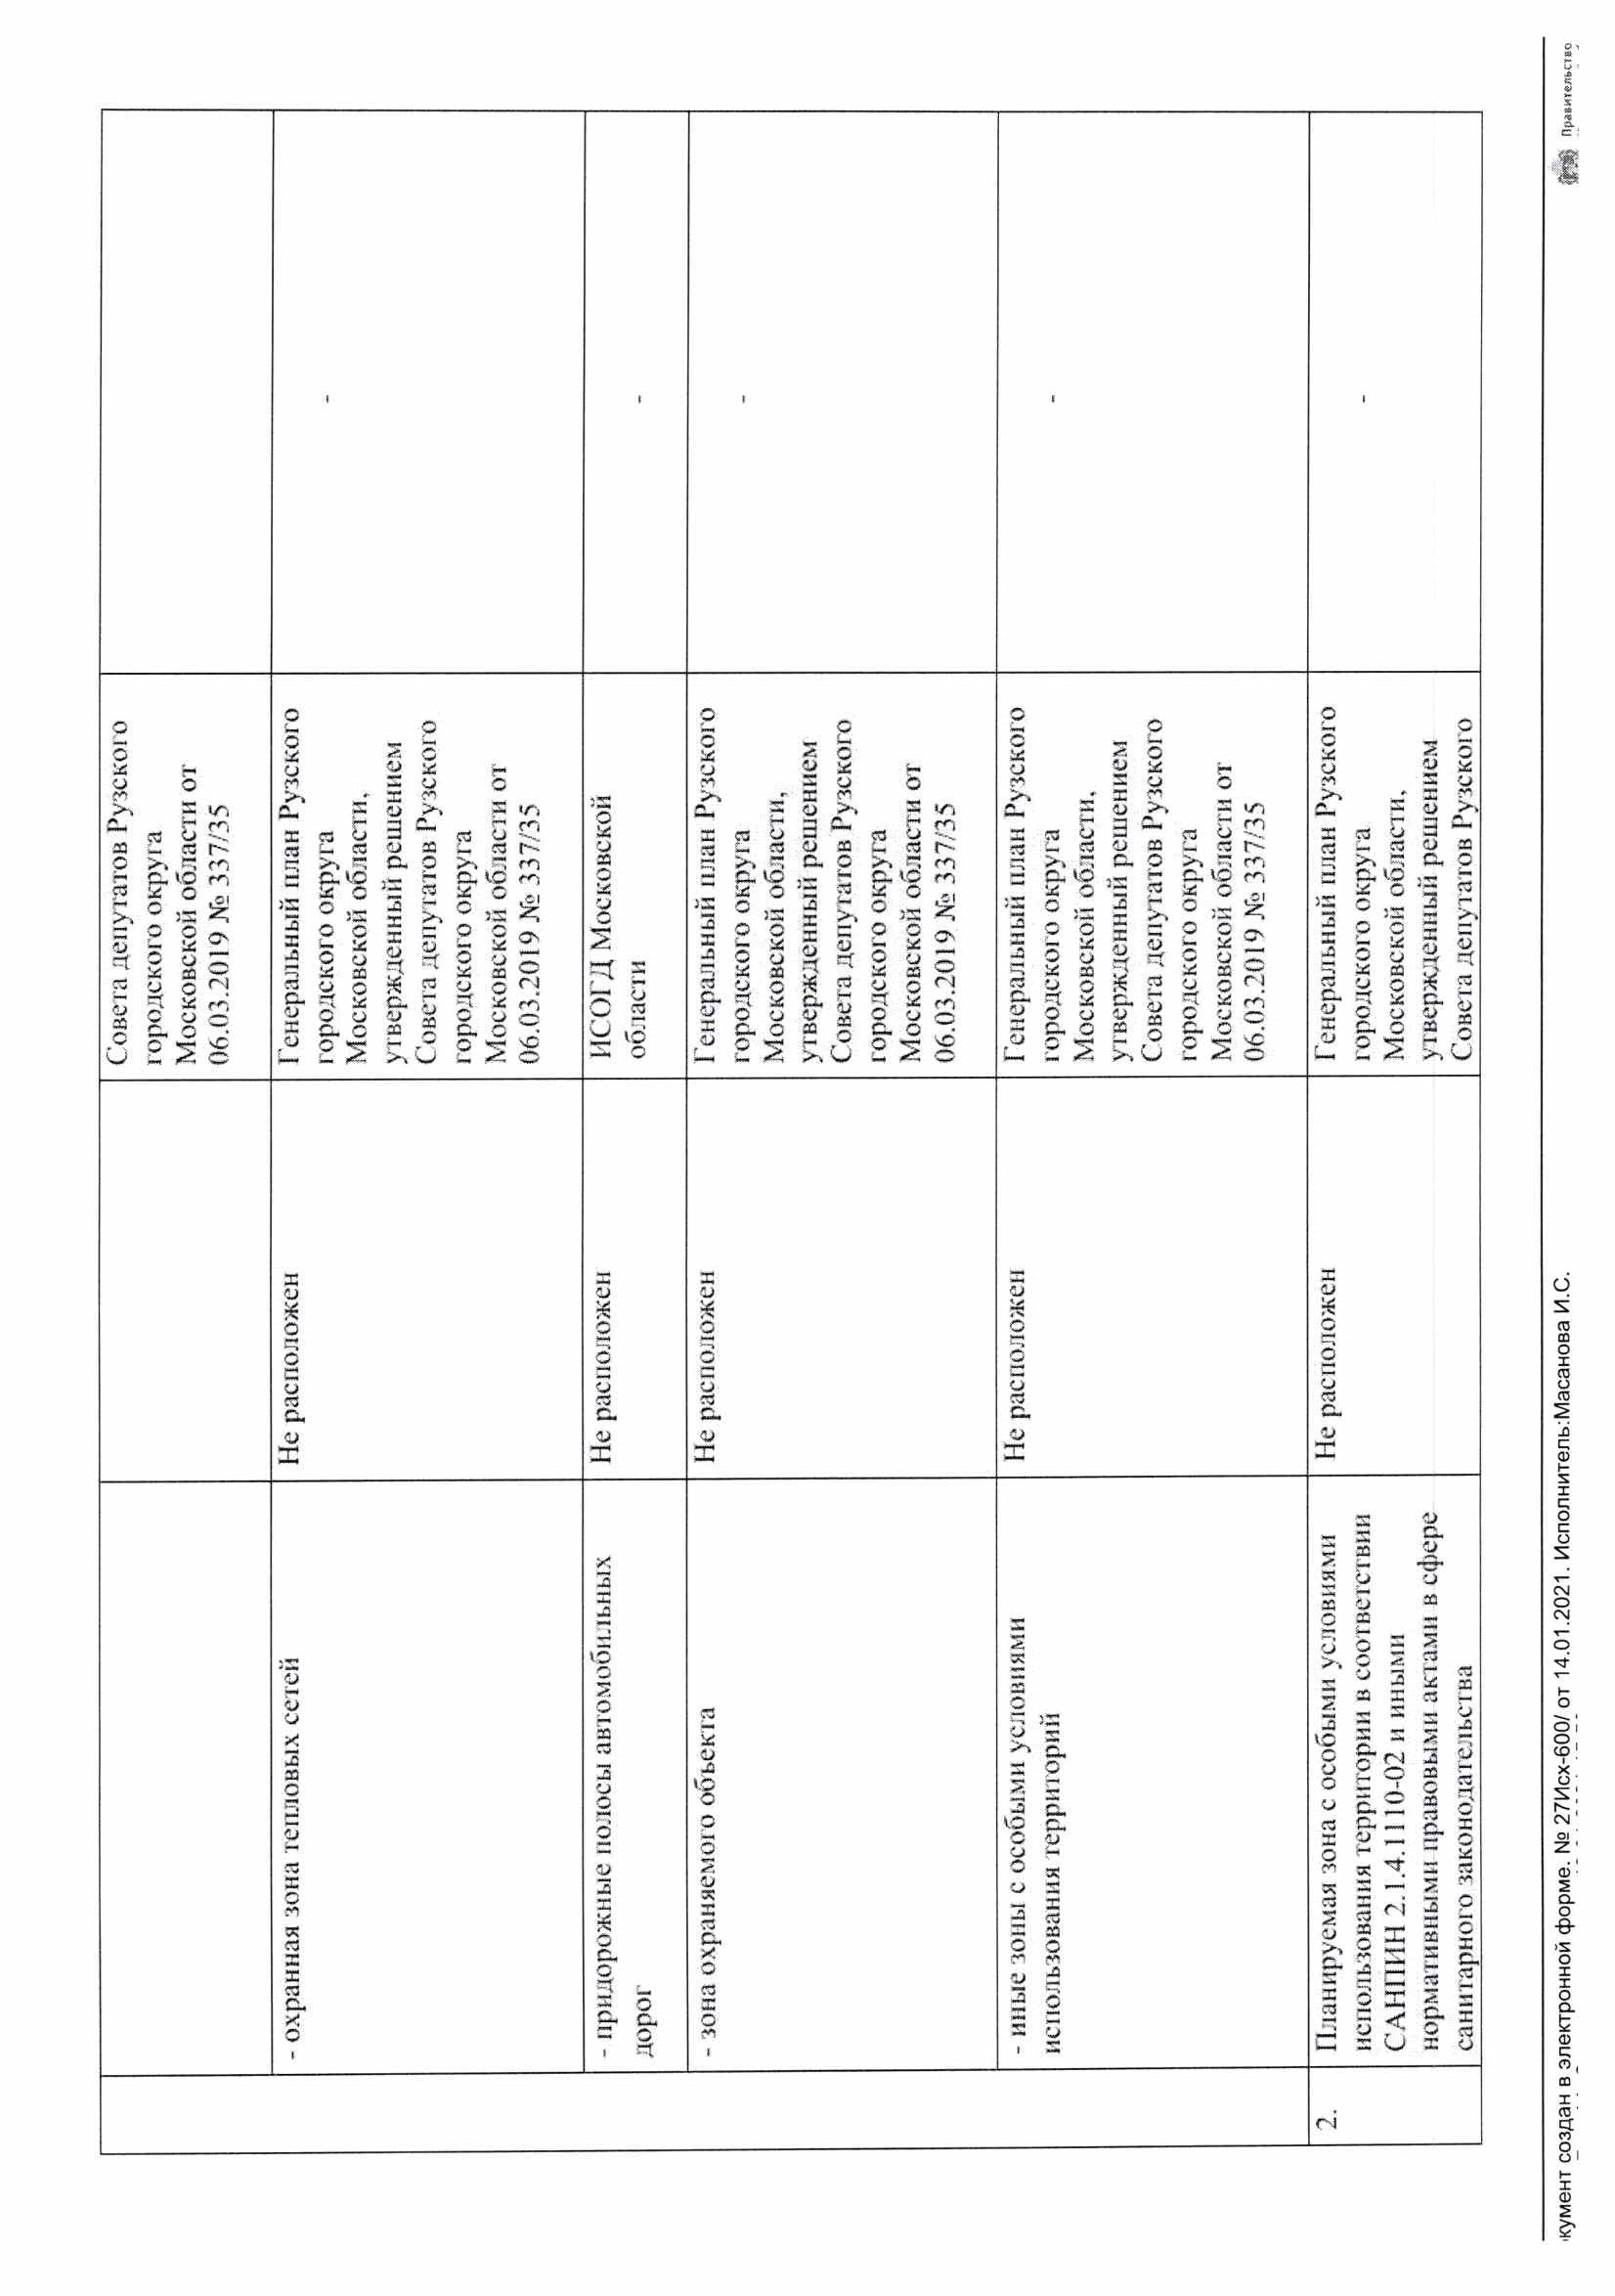 Совета депутатов Рузского
городского округа
Московской области от
06.03.2019 № 337/35
- охранная зона тепловых сетей
Не расположен
Генеральный план Рузского
городского округа
Московской области,
утвержденный решением
Совета депутатов Рузского
городского округа
Московской области от
06.03.2019 № 337/35
-
- придорожные полосы автомобильных
дорог
Не расположен
ИСОГД Московской
области
-
- зона охраняемого объекта
Не расположен
Генеральный план Рузского
городского округа
Московской области,
утвержденный решением
Совета депутатов Рузского
городского округа
Московской области от
06.03.2019 № 337/35
-
- иные зоны с особыми условиями
использования территорий
Не расположен
Генеральный план Рузского
городского округа
Московской области,
утвержденный решением
Совета депутатов Рузского
городского округа
Московской области от
06.03.2019 № 337/35
-
2.
Планируемая зона с особыми условиями
использования территории в соответствии
САНПИН 2.1.4.1110-02 и иными
нормативными правовыми актами в сфере
санитарного законодательства
Не расположен
Генеральный план Рузского
городского округа
Московской области,
утвержденный решением
Совета депутатов Рузского
-
кумент создан в электронной форме. № 27Исх-600/ от 14.01.2021. Исполнитель:Масанова И.С.
Правительство